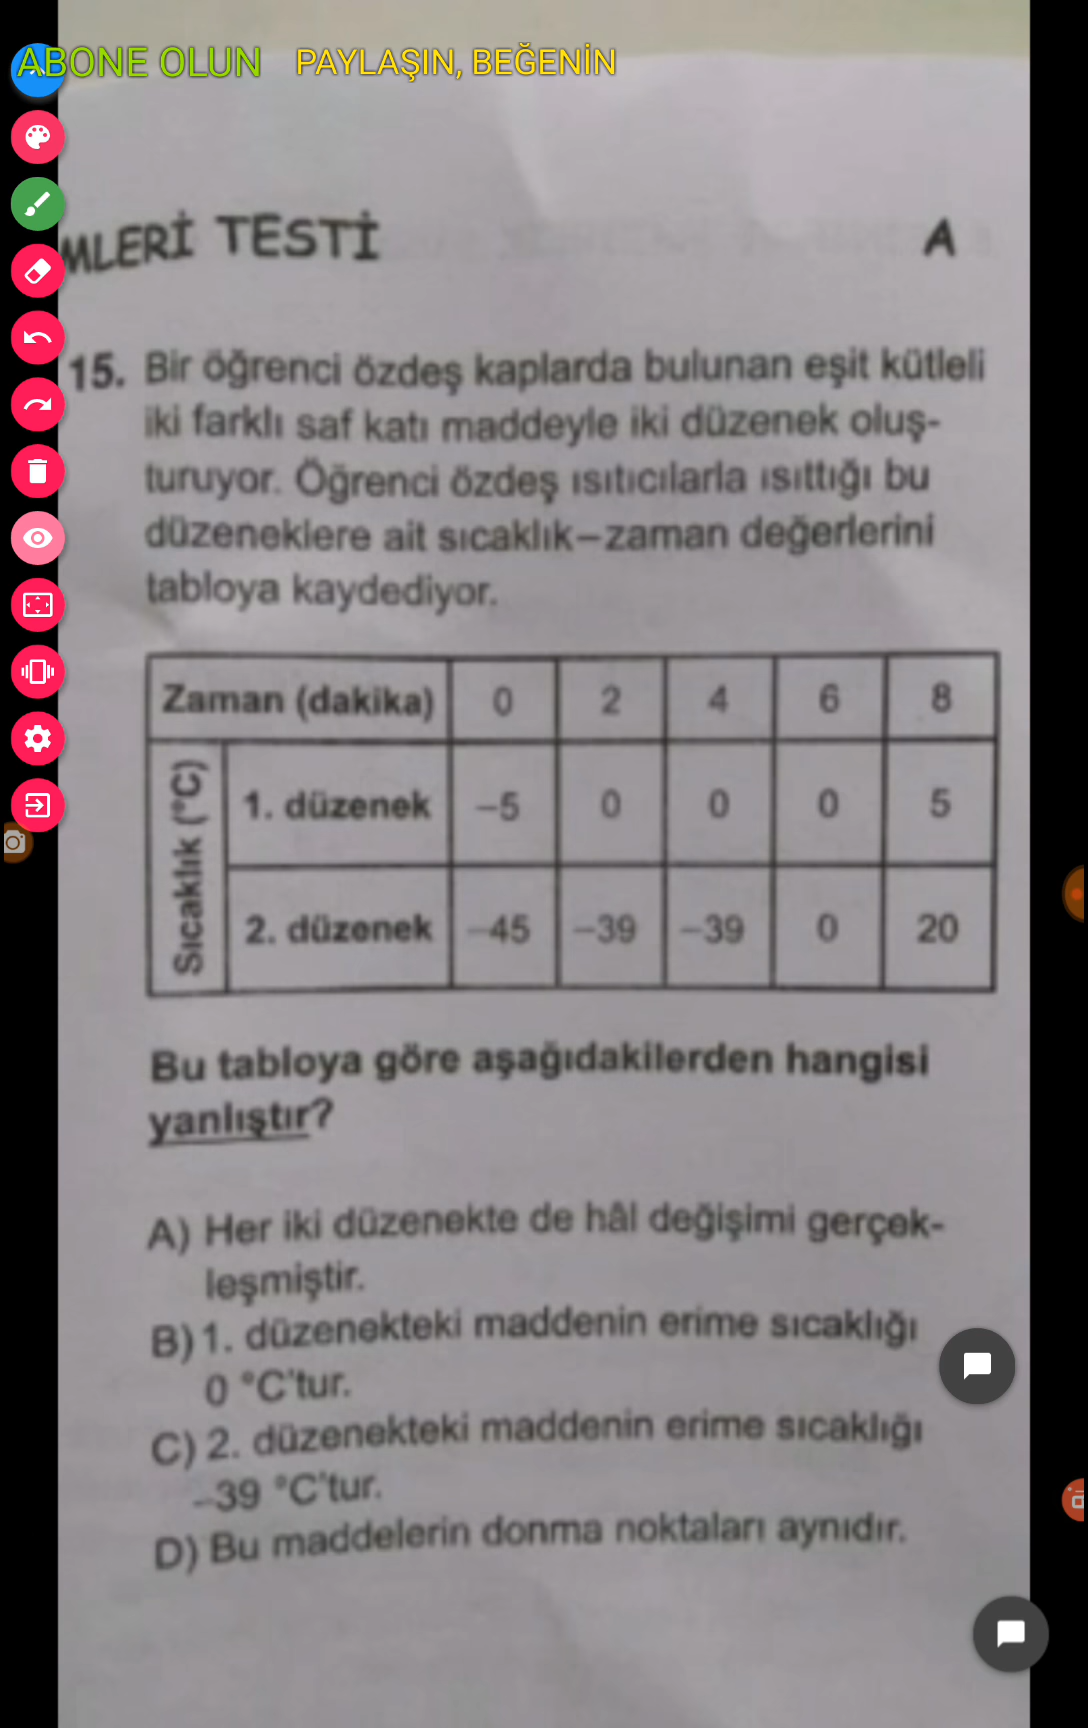 ABONE OLUN PAYLAŞIN, BEĞENİN
MLERİ TESTİ
A
15. Bir öğrenci özdeş kaplarda bulunan eşit kütleli
iki farklı saf katı maddeyle iki düzenek oluş-
turuyor. Öğrenci özdeş ısıtıcılarla ısıttığı bu
düzeneklere ait sıcaklık–zaman değerlerini
tabloya kaydediyor.
Zaman (dakika) 0 2 4 6 8
Sıcaklık (°C)
1. düzenek –5 0 0 0 5
2. düzenek –45 –39 –39 0 20
Bu tabloya göre aşağıdakilerden hangisi
yanlıştır?
A) Her iki düzenekte de hâl değişimi gerçek-
leşmiştir.
B) 1. düzenekteki maddenin erime sıcaklığı
0 °C'tur.
C) 2. düzenekteki maddenin erime sıcaklığı
–39 °C'tur.
D) Bu maddelerin donma noktaları aynıdır.